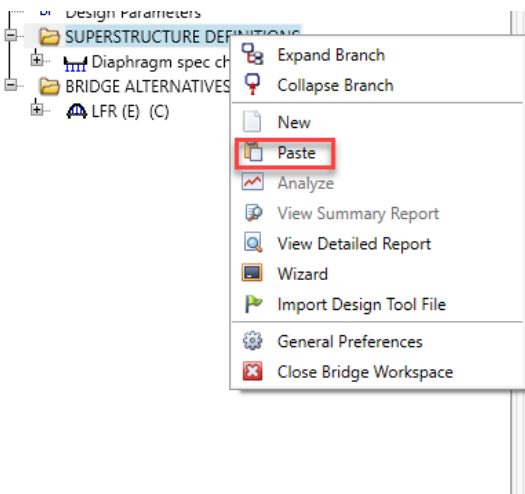 Design Parameters
SUPERSTRUCTURE DEFINITIONS
Diaphragm spec ch
BRIDGE ALTERNATIVES
LFR (E) (C)
Expand Branch
Collapse Branch
New
Paste
Analyze
View Summary Report
View Detailed Report
Wizard
Import Design Tool File
General Preferences
Close Bridge Workspace